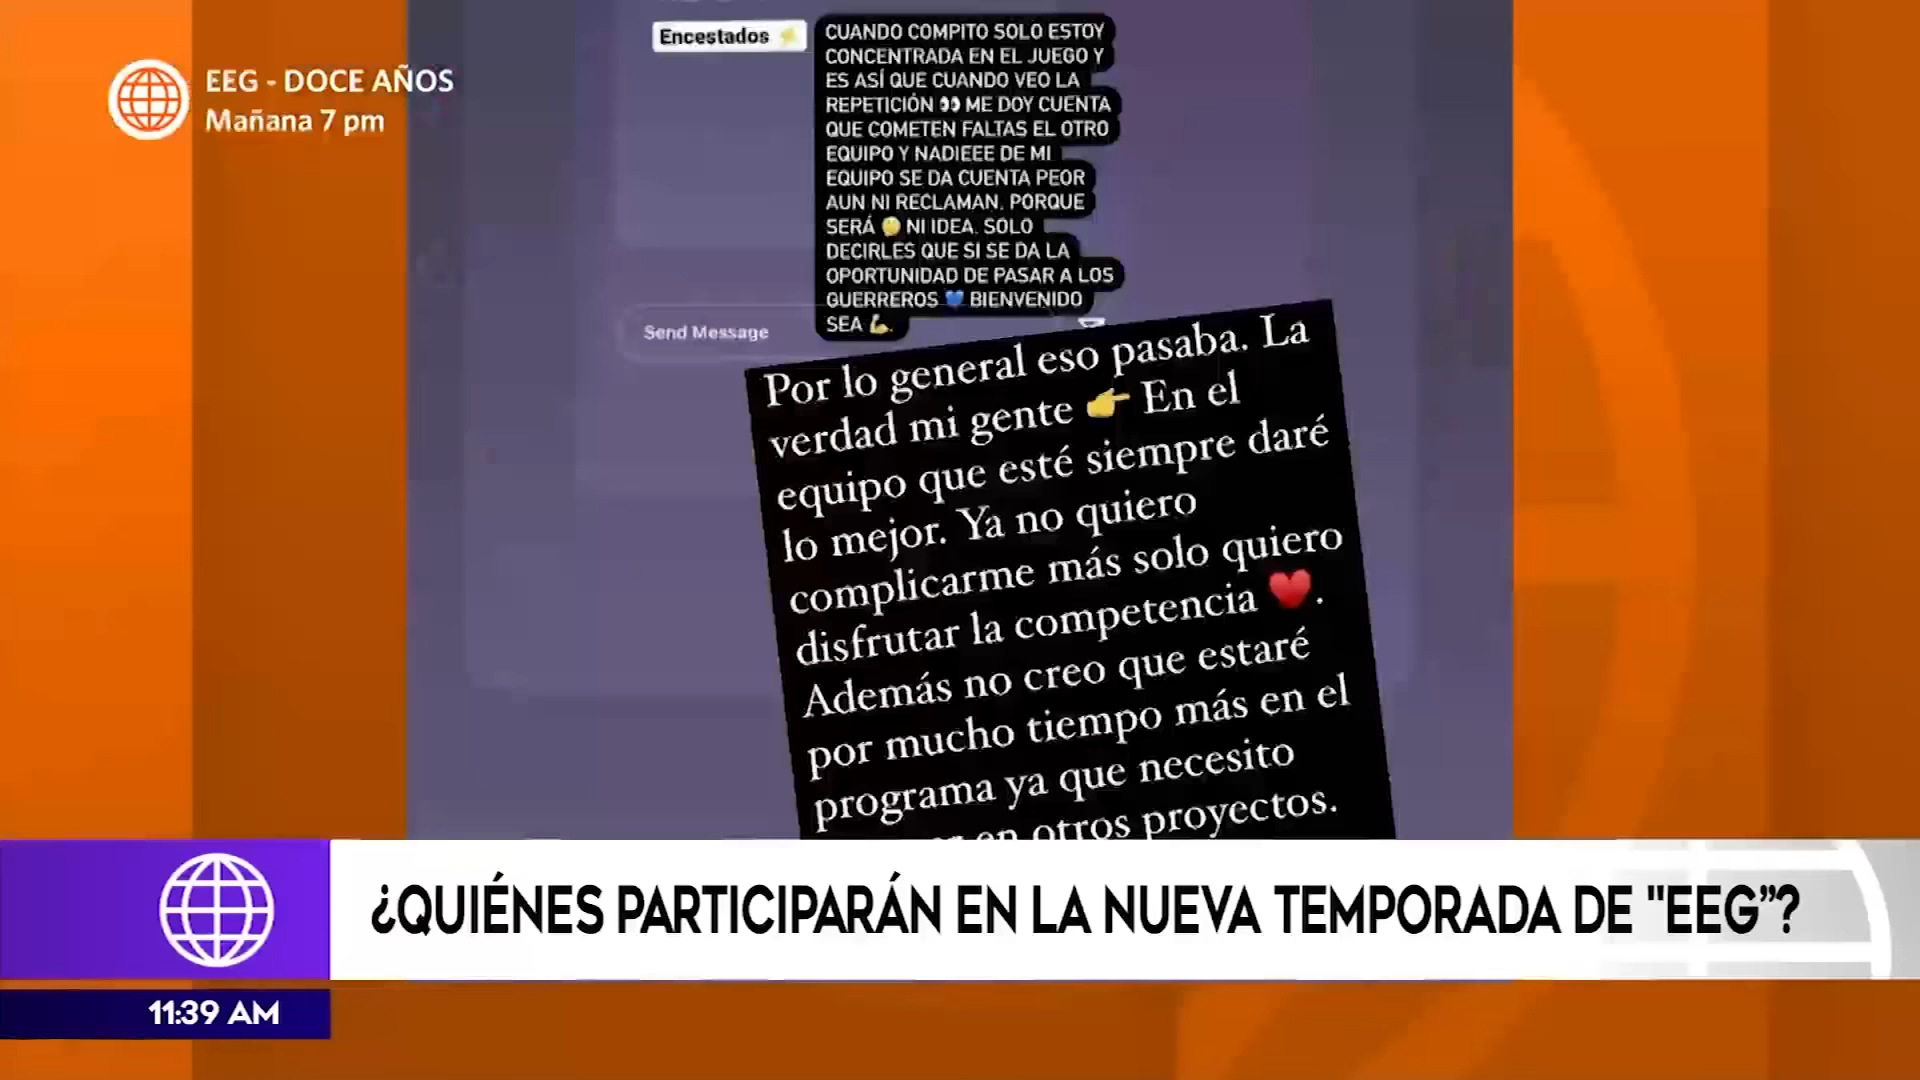 EEG - DOCE AÑOS
Mañana 7 pm
Encestados
CUANDO COMPITO SOLO ESTOY
CONCENTRADA EN EL JUEGO Y
ES ASÍ QUE CUANDO VEO LA
REPETICIÓN 👀 ME DOY CUENTA
QUE COMETEN FALTAS EL OTRO
EQUIPO Y NADIEEE DE MI
EQUIPO SE DA CUENTA PEOR
AUN NI RECLAMAN. PORQUE
SERÁ 🤔 NI IDEA. SOLO
DECIRLES QUE SI SE DA LA
OPORTUNIDAD DE PASAR A LOS
GUERREROS 💙 BIENVENIDO
SEA 💪.
Send Message
Por lo general eso pasaba. La
verdad mi gente 👉 En el
equipo que esté siempre daré
lo mejor. Ya no quiero
complicarme más solo quiero
disfrutar la competencia ♥️.
Además no creo que estaré
por mucho tiempo más en el
programa ya que necesito
en otros proyectos.
¿QUIÉNES PARTICIPARÁN EN LA NUEVA TEMPORADA DE "EEG”?
11:39 AM